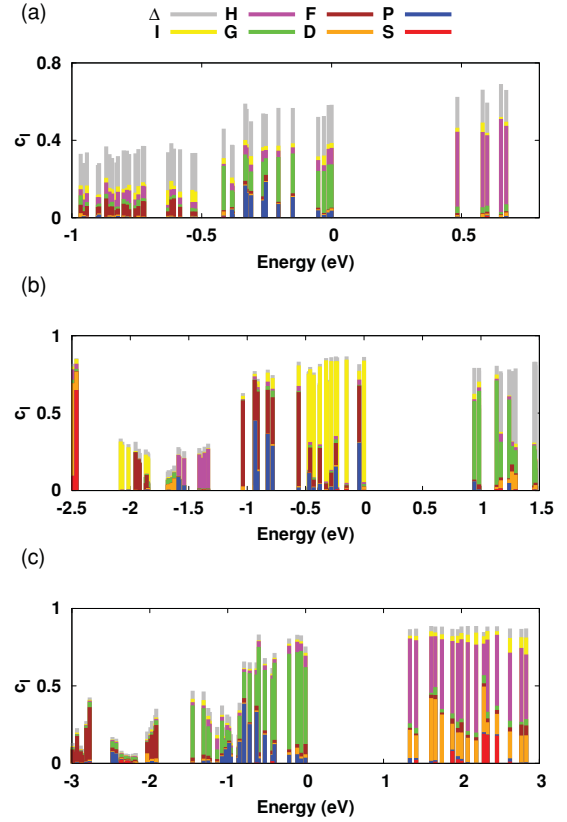 (a)
Δ H F P
I G D S
0.8
0.4
0
c_l
-1 -0.5 0 0.5
Energy (eV)
(b)
1
0.5
0
c_l
-2.5 -2 -1.5 -1 -0.5 0 0.5 1 1.5
Energy (eV)
(c)
1
0.5
0
c_l
-3 -2 -1 0 1 2 3
Energy (eV)